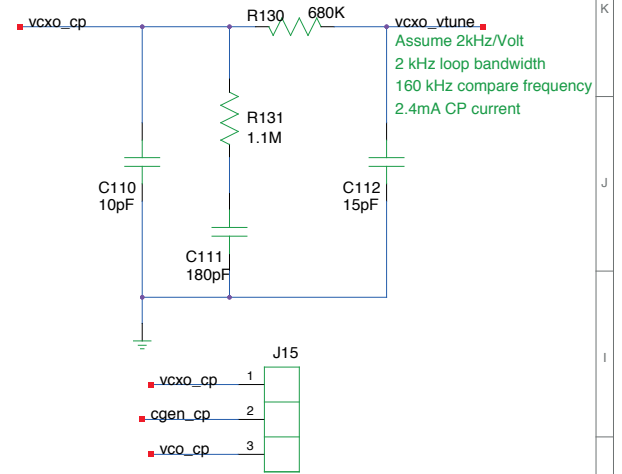 K
R130
680K
vcxo_cp
vcxo_vtune
Assume 2kHz/Volt
2 kHz loop bandwidth
160 kHz compare frequency
2.4mA CP current
R131
1.1M
C110
10pF
C112
15pF
J
C111
180pF
J15
I
vcxo_cp
1
cgen_cp
2
vco_cp
3